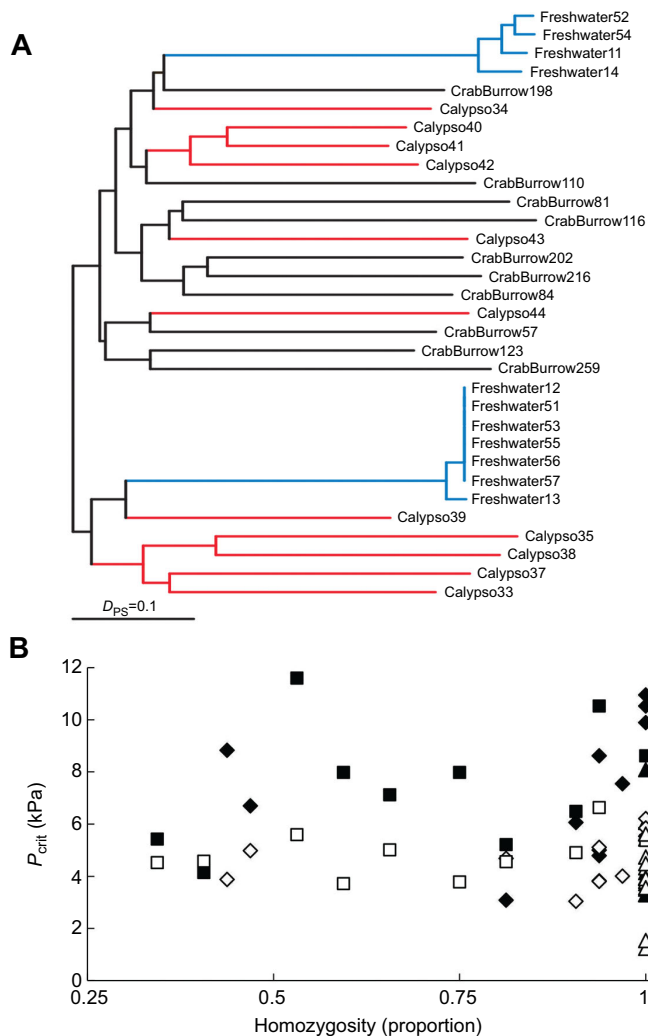 A
Freshwater52
Freshwater54
Freshwater11
Freshwater14
CrabBurrow198
Calypso34
Calypso40
Calypso41
Calypso42
CrabBurrow110
CrabBurrow81
CrabBurrow116
Calypso43
CrabBurrow202
CrabBurrow216
CrabBurrow84
Calypso44
CrabBurrow57
CrabBurrow123
CrabBurrow259
Freshwater12
Freshwater51
Freshwater53
Freshwater55
Freshwater56
Freshwater57
Freshwater13
Calypso39
Calypso35
Calypso38
Calypso37
Calypso33
DPS=0.1
B
12
10
8
6
4
2
0
Pcrit (kPa)
0.25 0.5 0.75 1
Homozygosity (proportion)